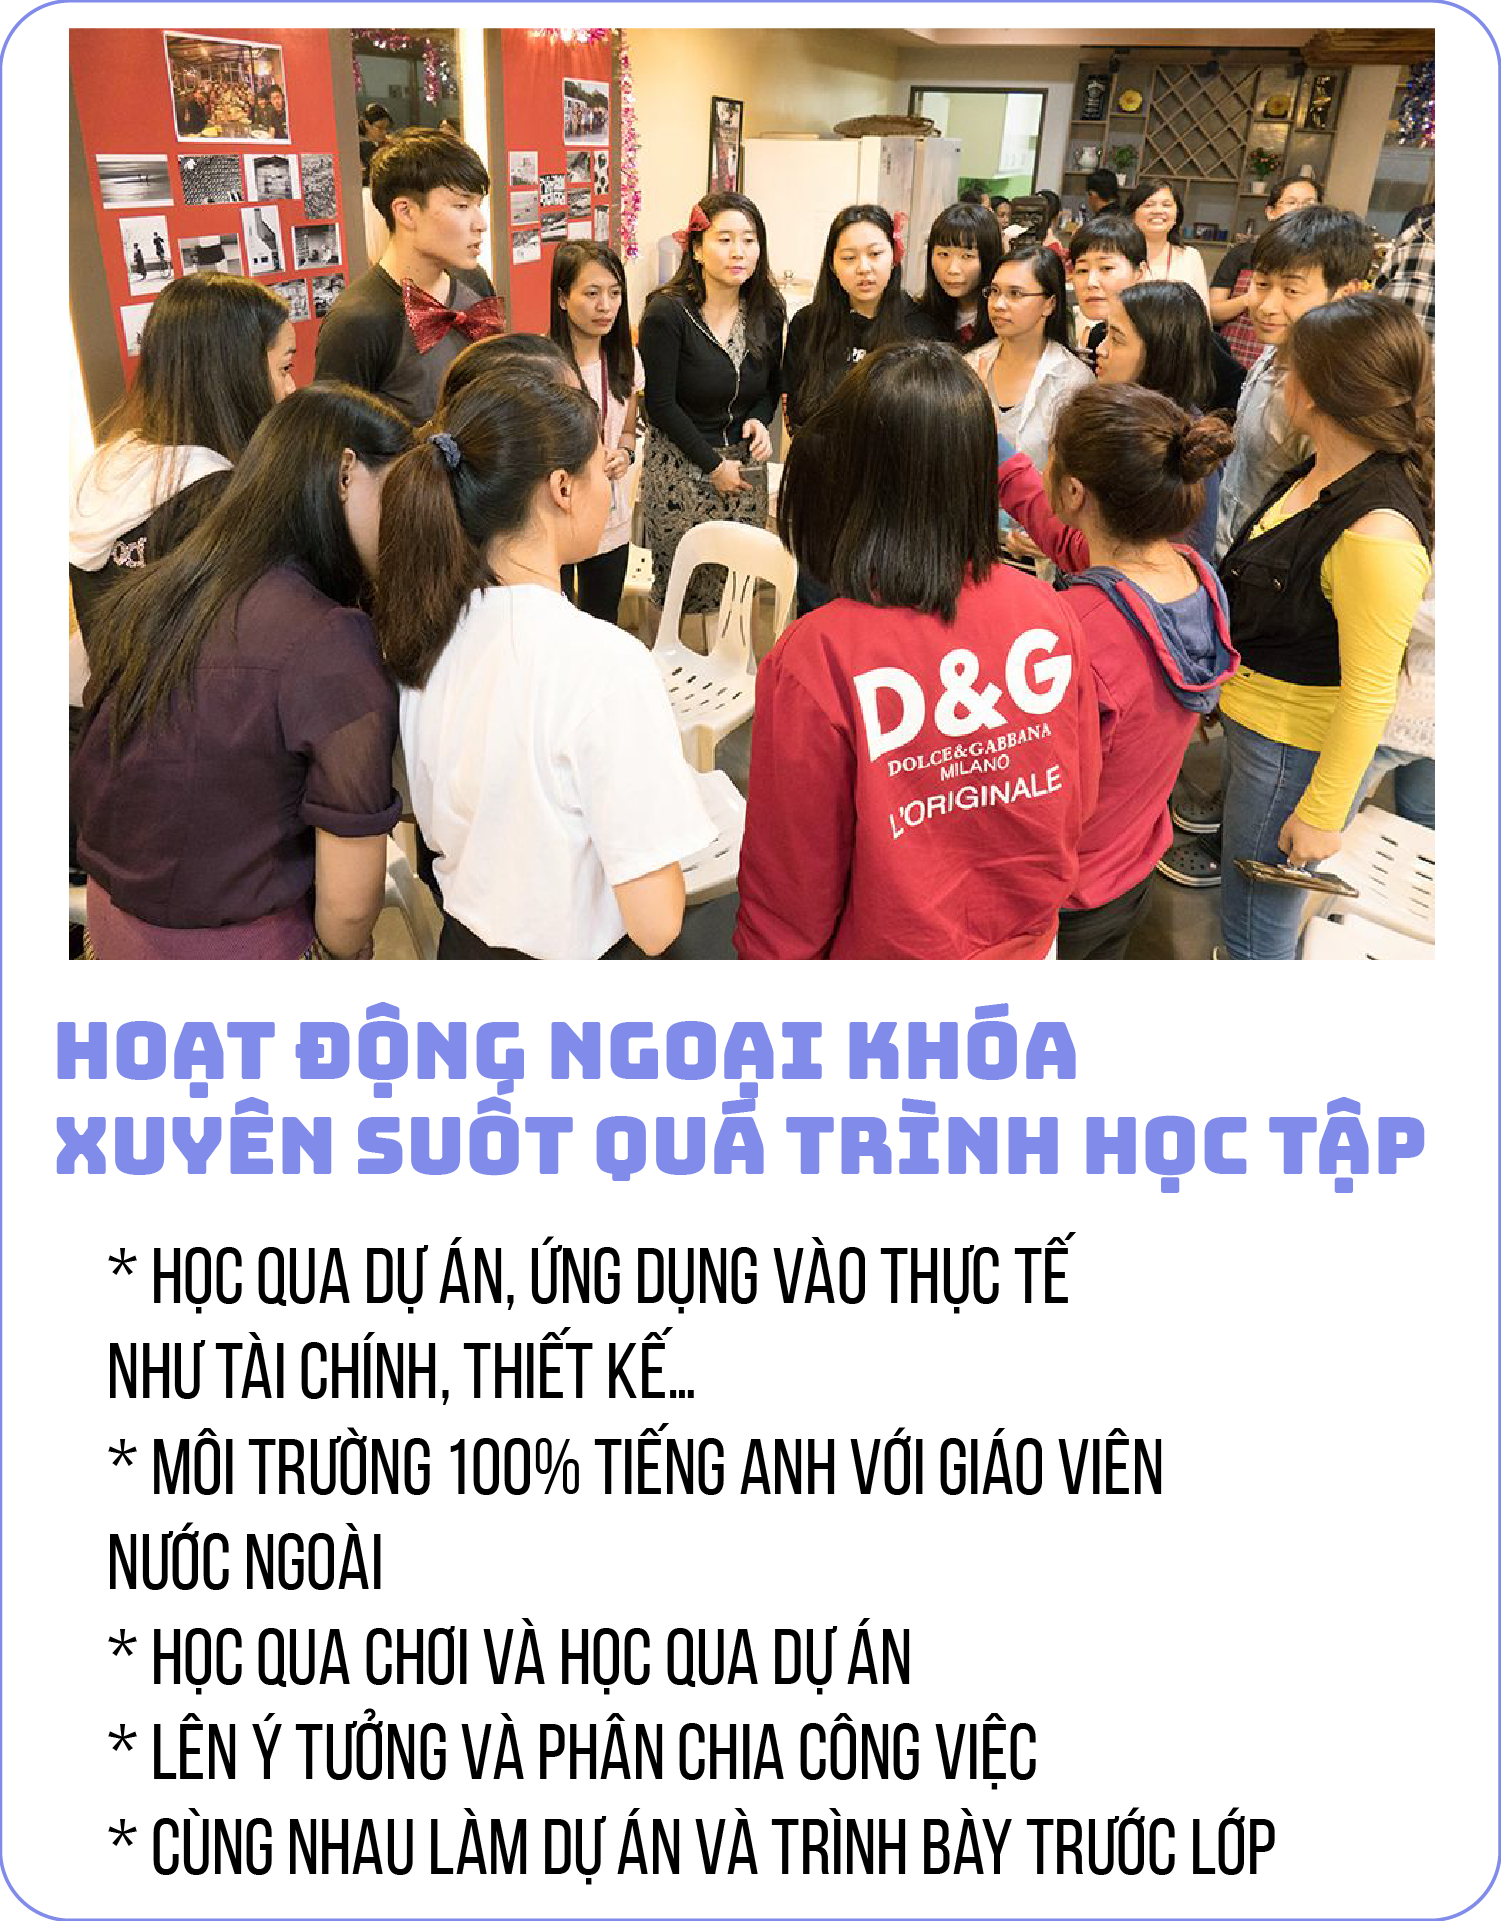 D&G
DOLCE&GABBANA
MILANO
L'ORIGINALE
HOẠT ĐỘNG NGOẠI KHÓA
XUYÊN SUỐT QUÁ TRÌNH HỌC TẬP
* HỌC QUA DỰ ÁN, ỨNG DỤNG VÀO THỰC TẾ
NHƯ TÀI CHÍNH, THIẾT KẾ...
* MÔI TRƯỜNG 100% TIẾNG ANH VỚI GIÁO VIÊN
NƯỚC NGOÀI
* HỌC QUA CHƠI VÀ HỌC QUA DỰ ÁN
* LÊN Ý TƯỞNG VÀ PHÂN CHIA CÔNG VIỆC
* CÙNG NHAU LÀM DỰ ÁN VÀ TRÌNH BÀY TRƯỚC LỚP